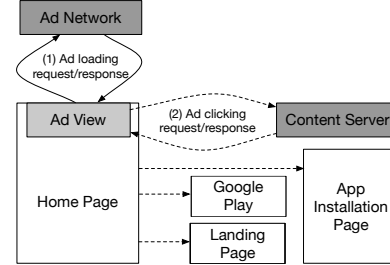 Ad Network
(1) Ad loading
request/response
Ad View
(2) Ad clicking
request/response
Content Server
Home Page
Google
Play
App
Installation
Page
Landing
Page